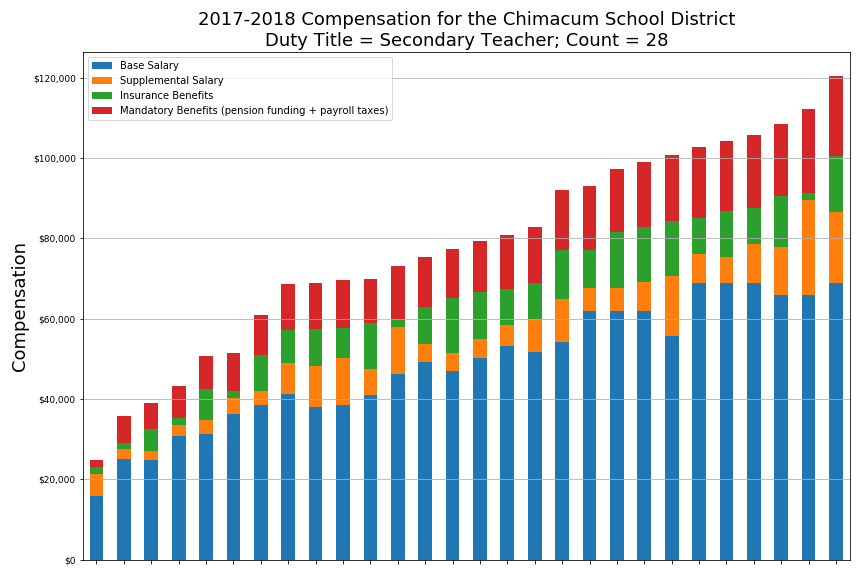 2017-2018 Compensation for the Chimacum School District
Duty Title = Secondary Teacher; Count = 28
Base Salary
Supplemental Salary
Insurance Benefits
Mandatory Benefits (pension funding + payroll taxes)
Compensation
$120,000
$100,000
$80,000
$60,000
$40,000
$20,000
$0